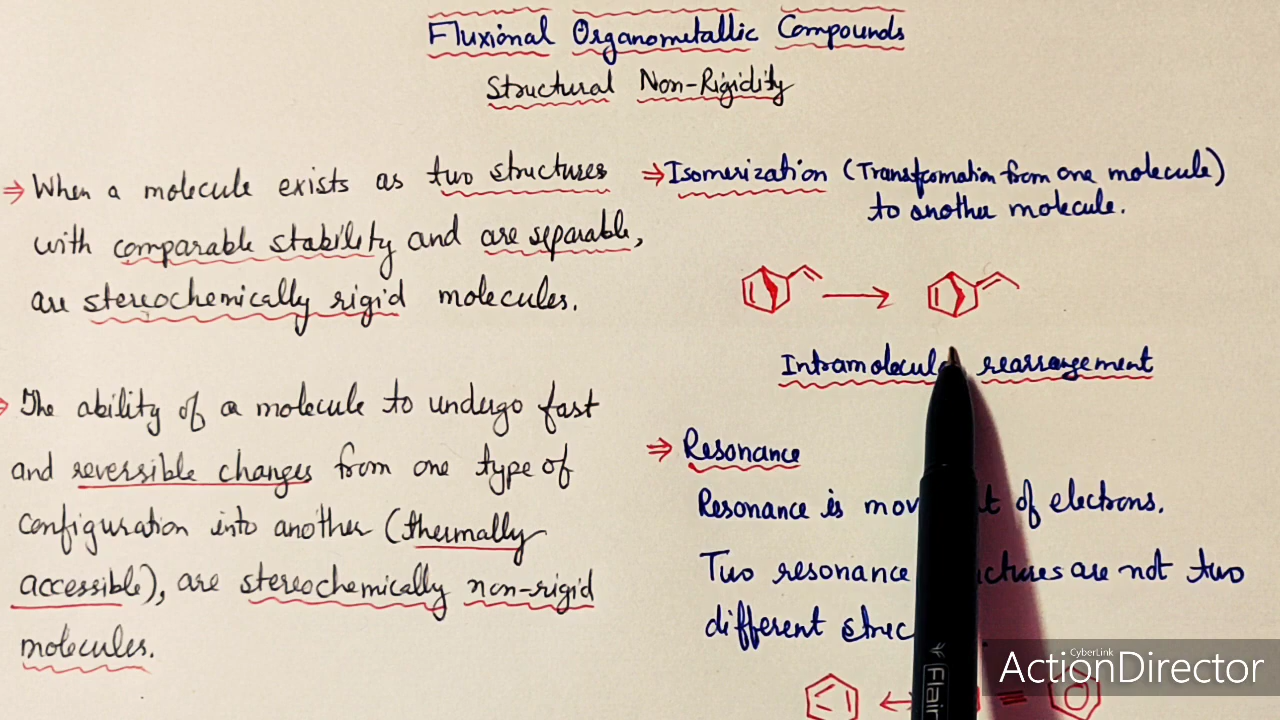 Fluxional Organometallic Compounds
Structural Non-Rigidity
⇒ When a molecule exists as two structures
with comparable stability and are separable,
are stereochemically rigid molecules.
⇒ The ability of a molecule to undergo fast
and reversible changes from one type of
configuration into another (thermally
accessible), are stereochemically non-rigid
molecules.
⇒ Isomerization (Transformation from one molecule)
to another molecule.
Intramolecular rearrangement
⇒ Resonance
Resonance is of electrons.
Two resonance are not two
different
Flair
CyberLink
ActionDirector